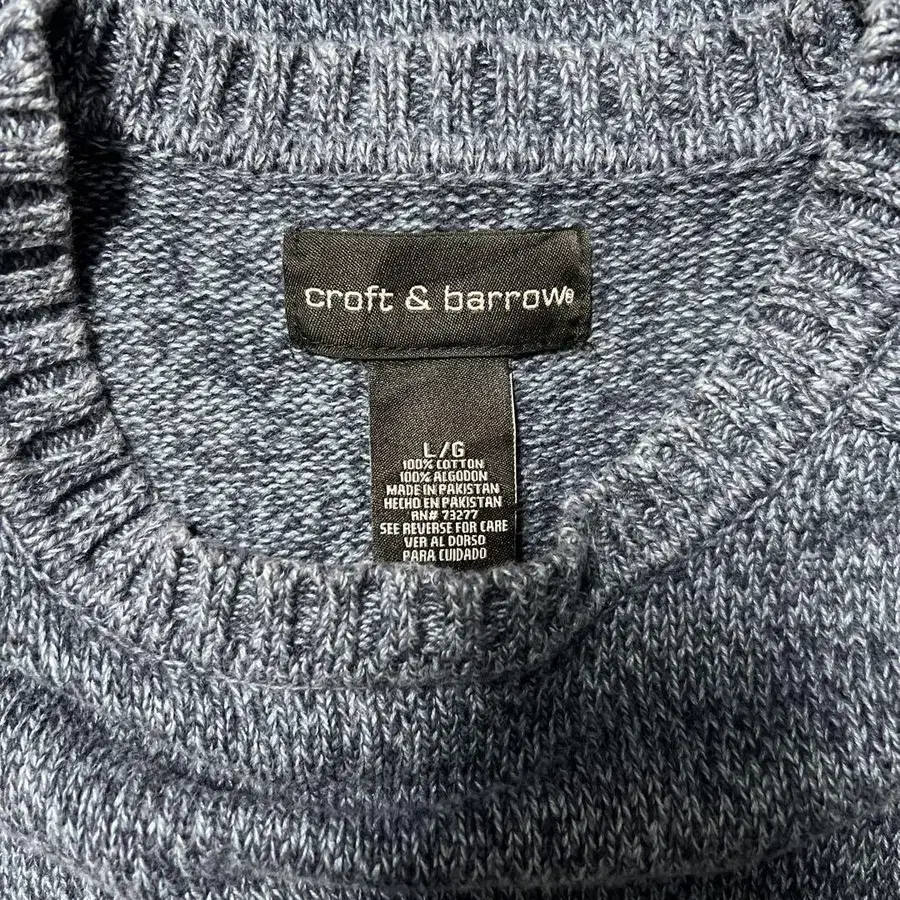 croft & barrow®
L/G
100% COTTON
100% ALGODON
MADE IN PAKISTAN
HECHO EN PAKISTAN
RN# 73277
SEE REVERSE FOR CARE
VER AL DORSO
PARA CUIDADO